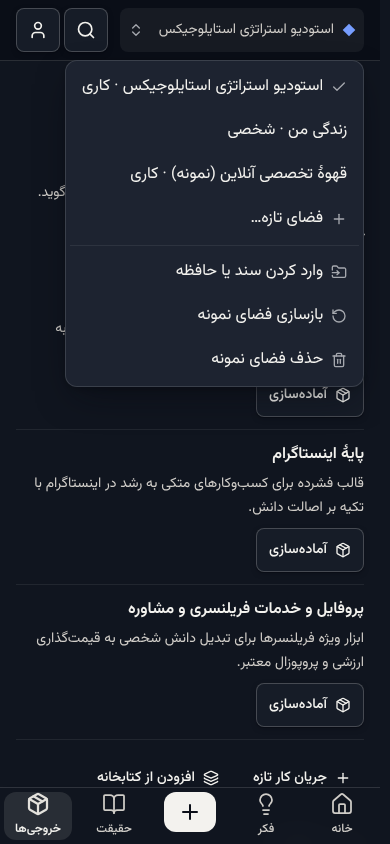 استودیو استراتژی استایلوجیکس
استودیو استراتژی استایلوجیکس · کاری
زندگی من · شخصی
قهوهٔ تخصصی آنلاین (نمونه) · کاری
گوید.
فضای تازه...
وارد کردن سند یا حافظه
بازسازی فضای نمونه
به
حذف فضای نمونه
آماده‌سازی
پایهٔ اینستاگرام
قالب فشرده برای کسب‌وکارهای متکی به رشد در اینستاگرام با
تکیه بر اصالت دانش.
آماده‌سازی
پروفایل و خدمات فریلنسری و مشاوره
ابزار ویژه فریلنسرها برای تبدیل دانش شخصی به قیمت‌گذاری
ارزشی و پروپوزال معتبر.
آماده‌سازی
جریان کار تازه
افزودن از کتابخانه
خانه
فکر
حقیقت
خروجی‌ها